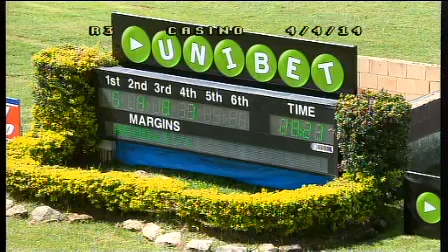 R3 CASINO 4/4/14
UNIBET
1st 2nd 3rd 4th 5th 6th
TIME
MARGINS